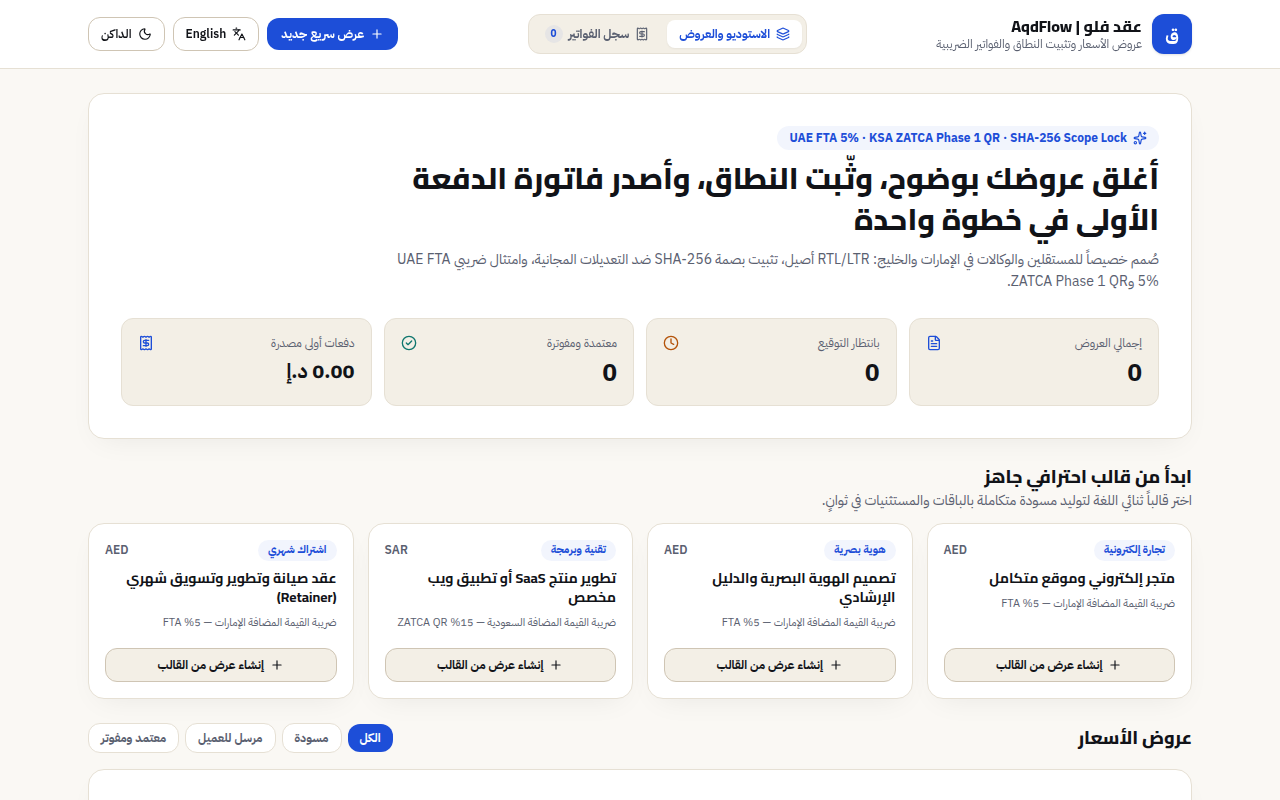 ق
عقد فلو | AqdFlow
عروض الأسعار وتثبيت النطاق والفواتير الضريبية
الاستوديو والعروض
سجل الفواتير 0
عرض سريع جديد
English
الداكن
UAE FTA 5% · KSA ZATCA Phase 1 QR · SHA-256 Scope Lock
أغلق عروضك بوضوح، وثّبت النطاق، وأصدر فاتورة الدفعة
الأولى في خطوة واحدة
صُمم خصيصاً للمستقلين والوكالات في الإمارات والخليج: RTL/LTR أصيل، تثبيت بصمة SHA-256 ضد التعديلات المجانية، وامتثال ضريبي UAE FTA
5% وZATCA Phase 1 QR.
إجمالي العروض
0
بانتظار التوقيع
0
معتمدة ومفوترة
0
دفعات أولى مصدرة
0.00 د.إ
ابدأ من قالب احترافي جاهز
اختر قالباً ثنائي اللغة لتوليد مسودة متكاملة بالباقات والمستثنيات في ثوانٍ.
تجارة إلكترونية
AED
متجر إلكتروني وموقع متكامل
ضريبة القيمة المضافة الإمارات — 5% FTA
إنشاء عرض من القالب
هوية بصرية
AED
تصميم الهوية البصرية والدليل
الإرشادي
ضريبة القيمة المضافة الإمارات — 5% FTA
إنشاء عرض من القالب
تقنية وبرمجة
SAR
تطوير منتج SaaS أو تطبيق ويب
مخصص
ضريبة القيمة المضافة السعودية — 15% ZATCA QR
إنشاء عرض من القالب
اشتراك شهري
AED
عقد صيانة وتطوير وتسويق شهري
(Retainer)
ضريبة القيمة المضافة الإمارات — 5% FTA
إنشاء عرض من القالب
عروض الأسعار
الكل
مسودة
مرسل للعميل
معتمد ومفوتر